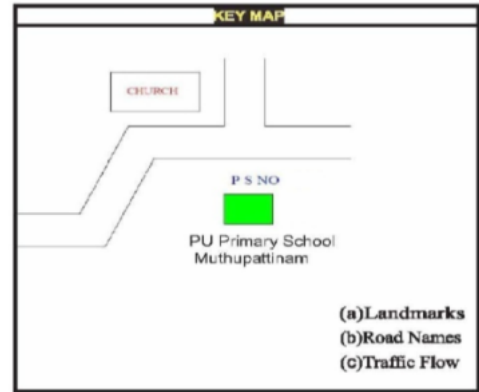 KEY MAP
CHURCH
P S NO
PU Primary School
Muthupattinam
(a)Landmarks
(b)Road Names
(c)Traffic Flow